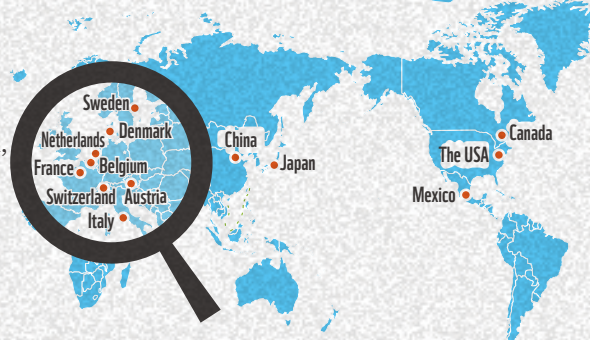 Sweden
Denmark
Netherlands
France
Belgium
Switzerland
Austria
Italy
China
Japan
Canada
The USA
Mexico